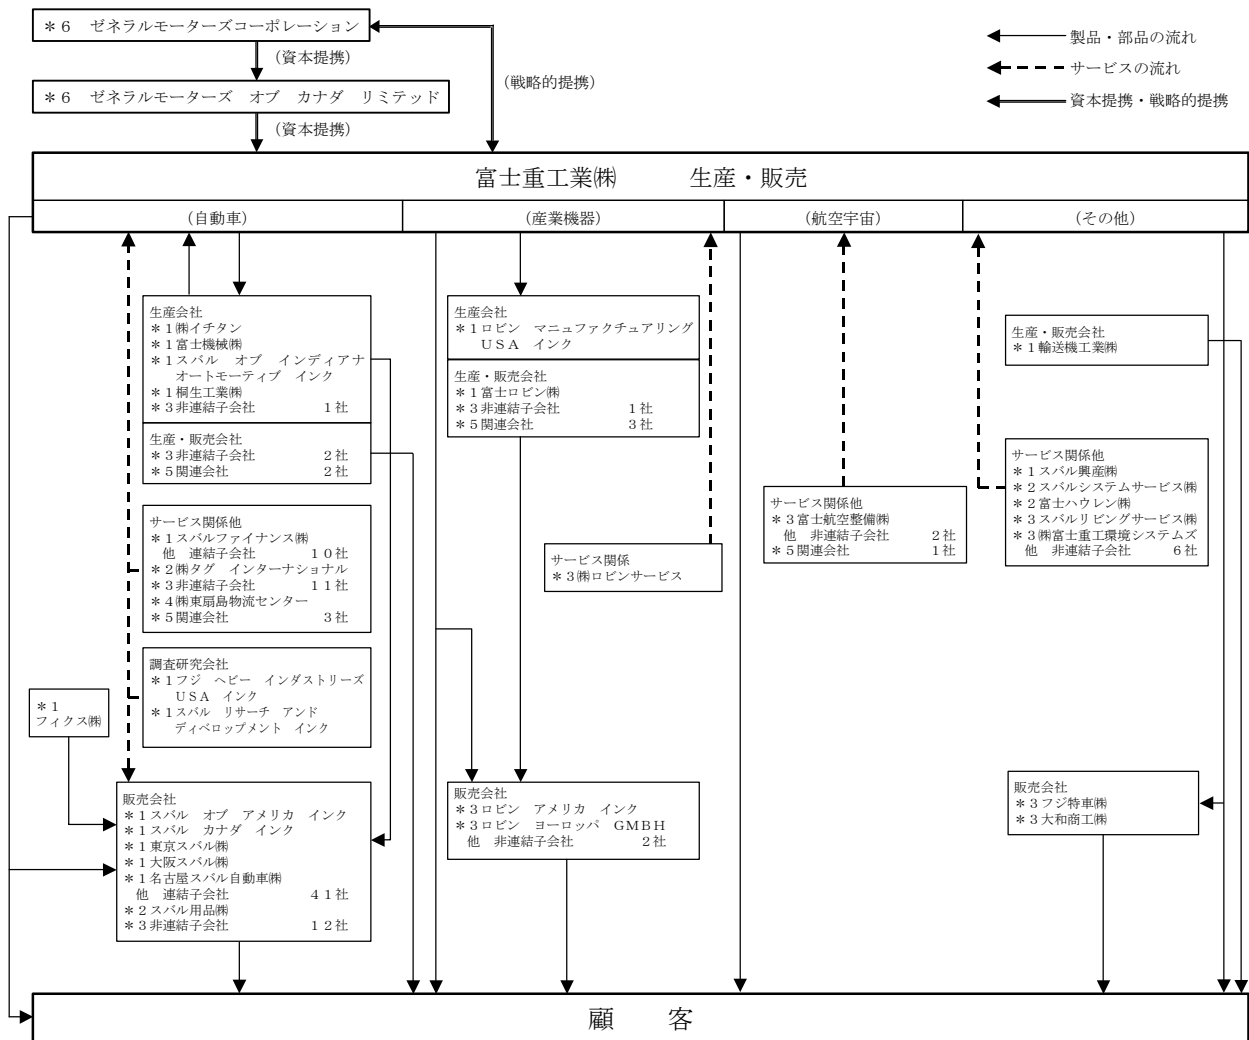 ＊６　ゼネラルモーターズコーポレーション
（資本提携）
＊６　ゼネラルモーターズ　オブ　カナダ　リミテッド
（資本提携）
（戦略的提携）
製品・部品の流れ
サービスの流れ
資本提携・戦略的提携
富士重工業㈱　　　生産・販売
（自動車）
（産業機器）
（航空宇宙）
（その他）
生産会社
＊１㈱イチタン
＊１富士機械㈱
＊１スバル　オブ　インディアナ
オートモーティブ　インク
＊１桐生工業㈱
＊３非連結子会社　１社
生産・販売会社
＊３非連結子会社　２社
＊５関連会社　２社
サービス関係他
＊１スバルファイナンス㈱
他　連結子会社　１０社
＊２㈱タグ　インターナショナル
＊３非連結子会社　１１社
＊４㈱東扇島物流センター
＊５関連会社　３社
調査研究会社
＊１フジ　ヘビー　インダストリーズ
ＵＳＡ　インク
＊１スバル　リサーチ　アンド
ディベロップメント　インク
＊１
フィクス㈱
販売会社
＊１スバル　オブ　アメリカ　インク
＊１スバル　カナダ　インク
＊１東京スバル㈱
＊１大阪スバル㈱
＊１名古屋スバル自動車㈱
他　連結子会社　４１社
＊２スバル用品㈱
＊３非連結子会社　１２社
生産会社
＊１ロビン　マニュファクチュアリング
ＵＳＡ　インク
生産・販売会社
＊１富士ロビン㈱
＊３非連結子会社　１社
＊５関連会社　３社
サービス関係
＊３㈱ロビンサービス
販売会社
＊３ロビン　アメリカ　インク
＊３ロビン　ヨーロッパ　ＧＭＢＨ
他　非連結子会社　２社
サービス関係他
＊３富士航空整備㈱
他　非連結子会社　２社
＊５関連会社　１社
生産・販売会社
＊１輸送機工業㈱
サービス関係他
＊１スバル興産㈱
＊２スバルシステムサービス㈱
＊２富士ハウレン㈱
＊３スバルリビングサービス㈱
＊３㈱富士重工環境システムズ
他　非連結子会社　６社
販売会社
＊３フジ特車㈱
＊３大和商工㈱
顧　　客